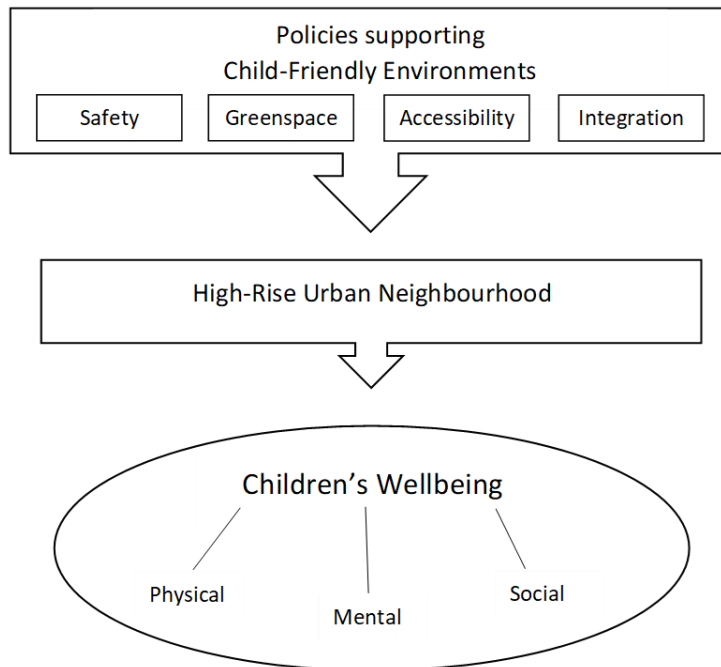 Policies supporting
Child-Friendly Environments
Safety
Greenspace
Accessibility
Integration
High-Rise Urban Neighbourhood
Children’s Wellbeing
Physical
Mental
Social